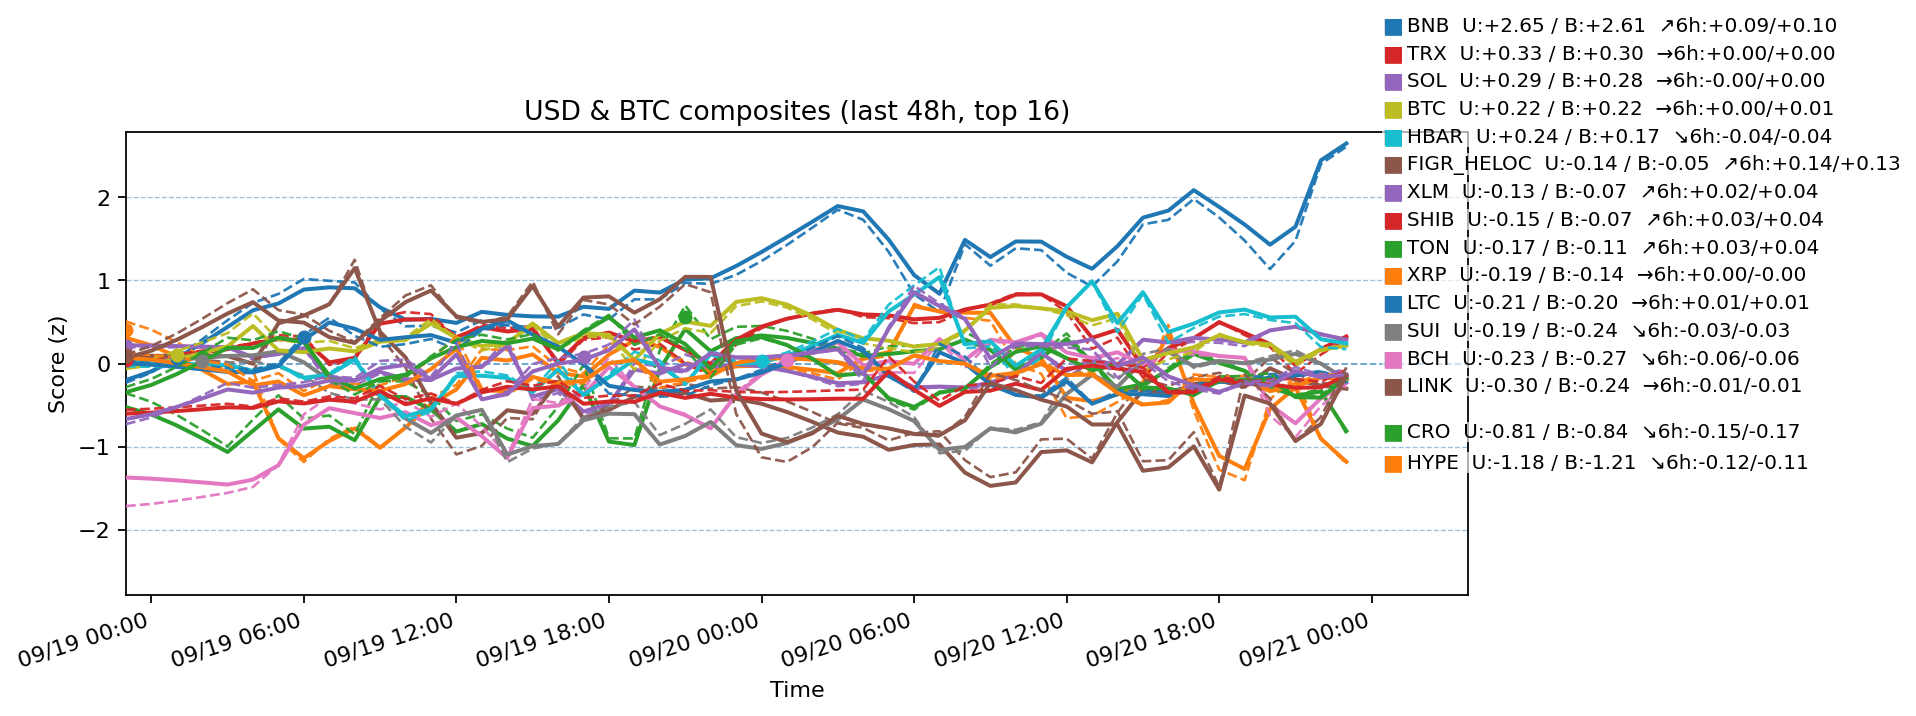 BNB  U:+2.65 / B:+2.61  ↗6h:+0.09/+0.10
TRX  U:+0.33 / B:+0.30  →6h:+0.00/+0.00
SOL  U:+0.29 / B:+0.28  →6h:-0.00/+0.00
BTC  U:+0.22 / B:+0.22  →6h:+0.00/+0.01
HBAR  U:+0.24 / B:+0.17  ↘6h:-0.04/-0.04
FIGR_HELOC  U:-0.14 / B:-0.05  ↗6h:+0.14/+0.13
XLM  U:-0.13 / B:-0.07  ↗6h:+0.02/+0.04
SHIB  U:-0.15 / B:-0.07  ↗6h:+0.03/+0.04
TON  U:-0.17 / B:-0.11  ↗6h:+0.03/+0.04
XRP  U:-0.19 / B:-0.14  →6h:+0.00/-0.00
LTC  U:-0.21 / B:-0.20  →6h:+0.01/+0.01
SUI  U:-0.19 / B:-0.24  ↘6h:-0.03/-0.03
BCH  U:-0.23 / B:-0.27  ↘6h:-0.06/-0.06
LINK  U:-0.30 / B:-0.24  →6h:-0.01/-0.01
CRO  U:-0.81 / B:-0.84  ↘6h:-0.15/-0.17
HYPE  U:-1.18 / B:-1.21  ↘6h:-0.12/-0.11
USD & BTC composites (last 48h, top 16)
Score (z)
2
1
0
−1
−2
09/19 00:00
09/19 06:00
09/19 12:00
09/19 18:00
09/20 00:00
09/20 06:00
09/20 12:00
09/20 18:00
09/21 00:00
Time